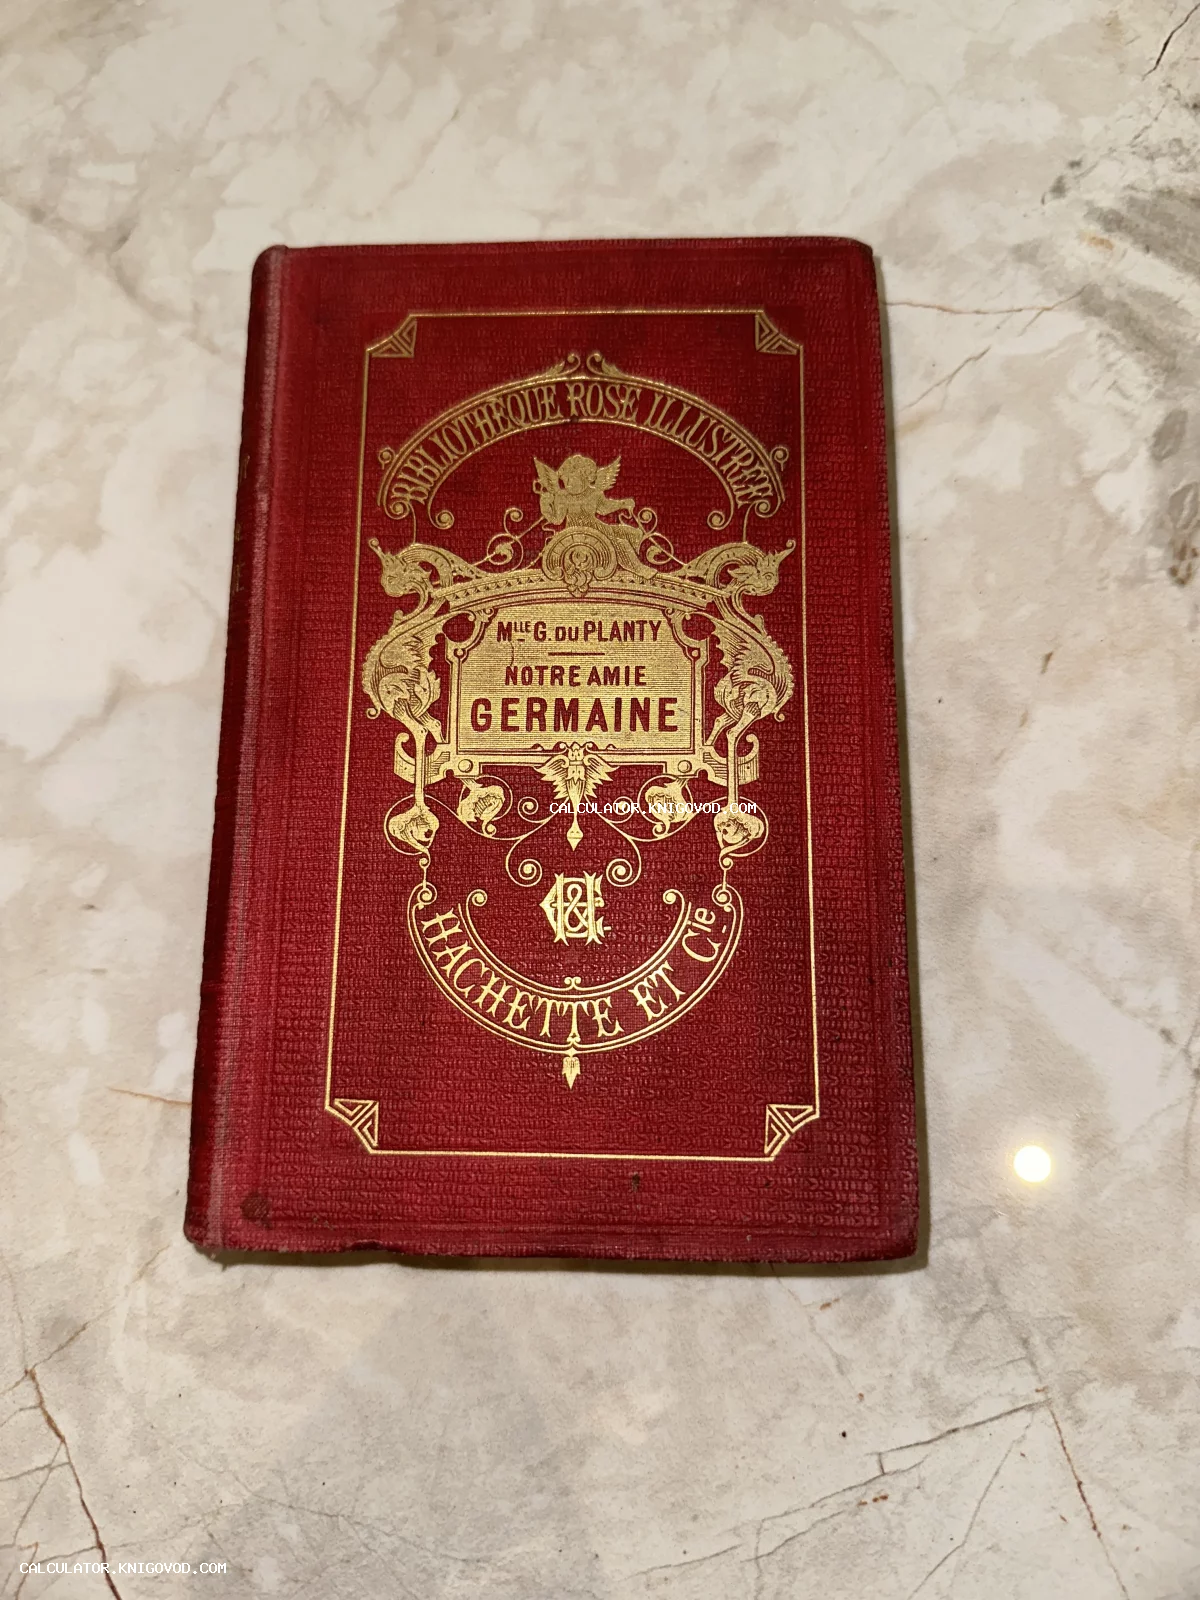 BIBLIOTHÈQUE ROSE ILLUSTRÉE
MLLE G. DU PLANTY
NOTRE AMIE
GERMAINE
CALCULATOR.KNIGOVOD.COM
H&C
HACHETTE ET Cie
CALCULATOR.KNIGOVOD.COM